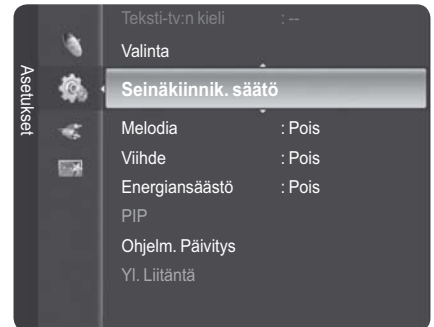 Asetukset
Teksti-tv:n kieli : --
Valinta
Seinäkiinnik. säätö
Melodia : Pois
Viihde : Pois
Energiansäästö : Pois
PIP
Ohjelm. Päivitys
Yl. Liitäntä